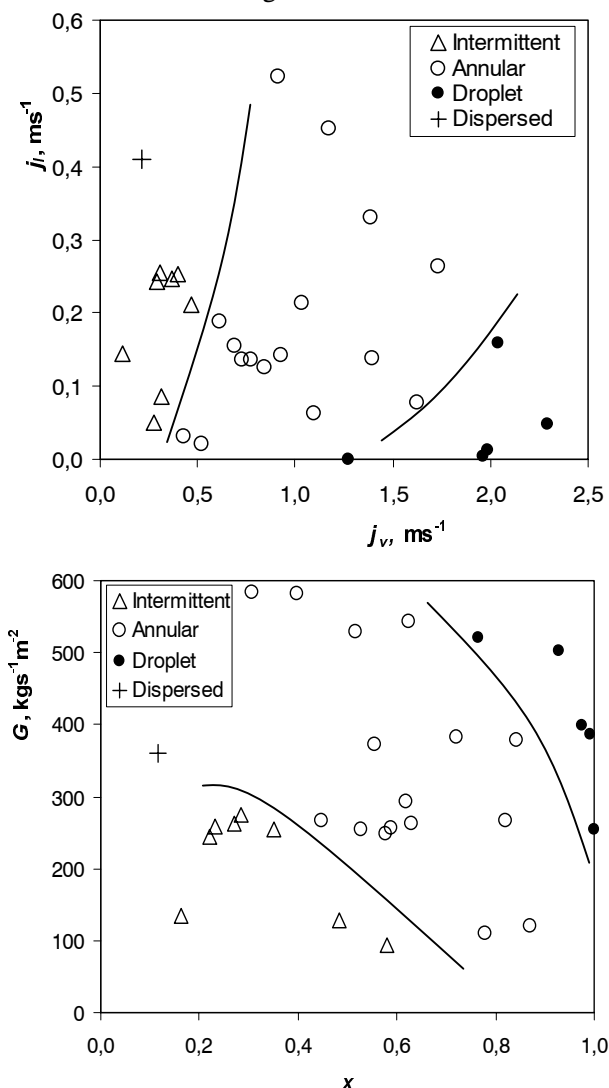 0,6
0,5
0,4
0,3
0,2
0,1
0,0
j_l, ms⁻¹
△ Intermittent
○ Annular
● Droplet
+ Dispersed
0,0 0,5 1,0 1,5 2,0 2,5
j_v, ms⁻¹
600
500
400
300
200
100
0
G, kgs⁻¹m⁻²
△ Intermittent
○ Annular
● Droplet
+ Dispersed
0,0 0,2 0,4 0,6 0,8 1,0
x